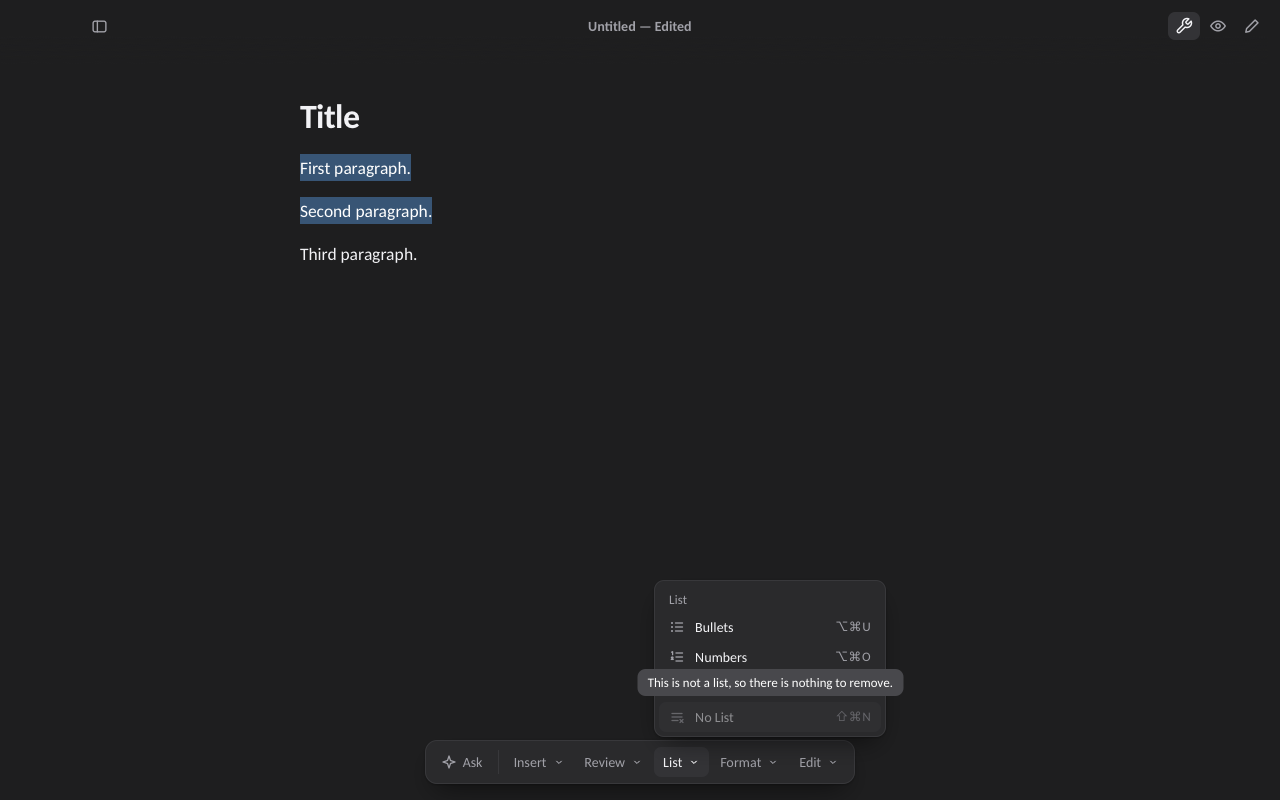 Untitled — Edited
Title
First paragraph.
Second paragraph.
Third paragraph.
List
Bullets ⌥⌘U
Numbers ⌥⌘O
This is not a list, so there is nothing to remove.
No List ⇧⌘N
Ask Insert Review List Format Edit